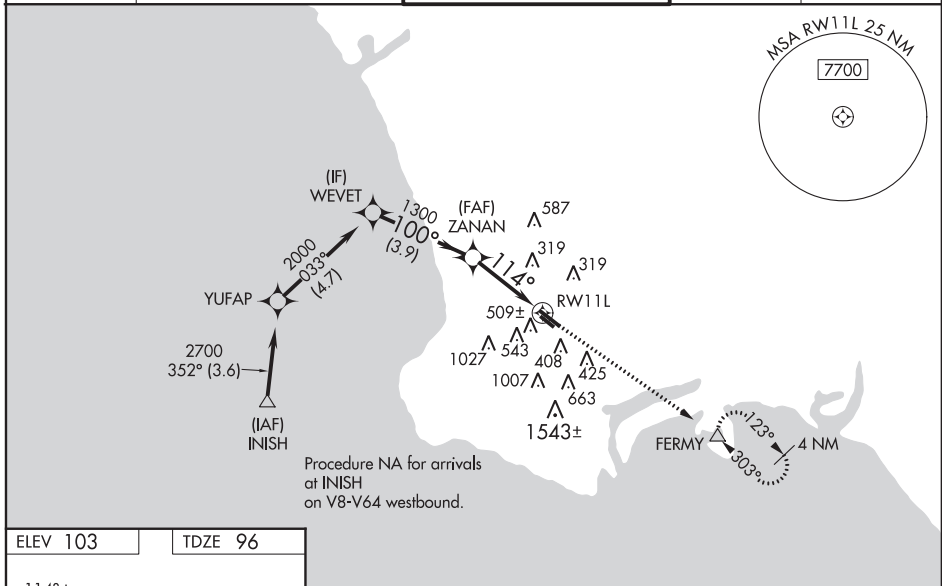 MSA RW11L 25 NM
7700
(IF)
WEVET
1300
100°
(3.9)
(FAF)
ZANAN
587
319
319
2000
033°
(4.7)
114°
YUFAP
RW11L
509±
543
1027
408
425
2700
352° (3.6)
1007
663
1543±
(IAF)
INISH
FERMY
123°
303°
4 NM
Procedure NA for arrivals
at INISH
on V8-V64 westbound.
ELEV 103
TDZE 96